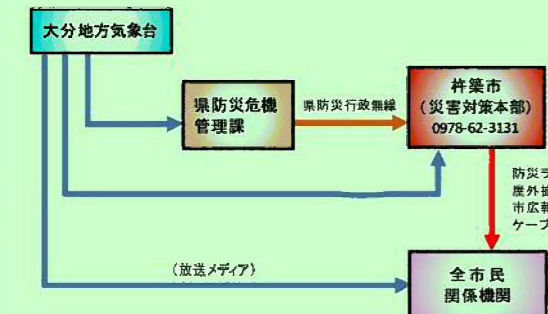 大分地方気象台
県防災危機
管理課
県防災行政無線
杵築市
(災害対策本部)
0978-62-3131
防災ラ
屋外
市広報
ケーブ
(放送メディア)
全市民
関係機関